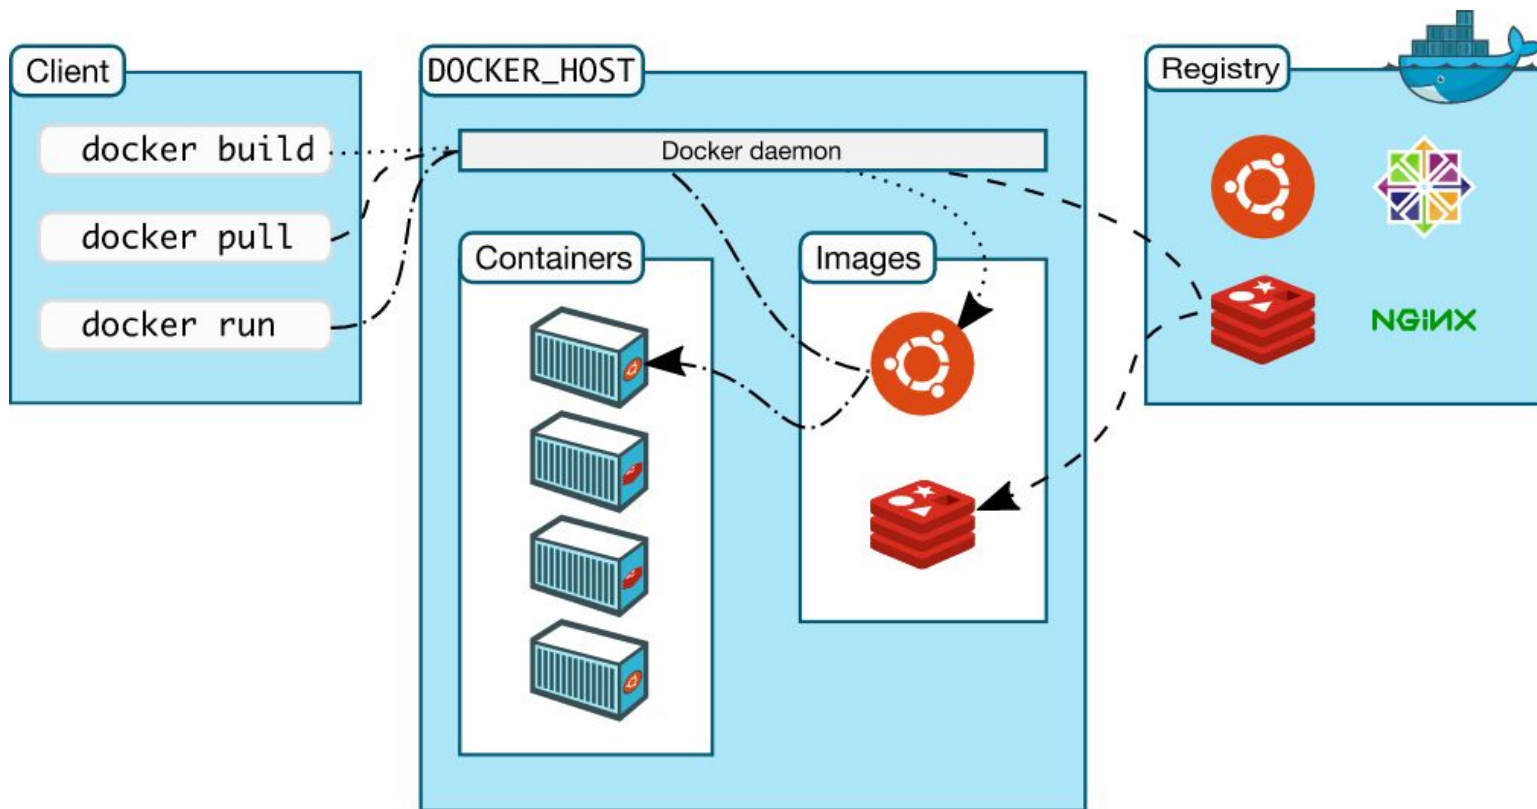 Client
docker build
docker pull
docker run
DOCKER_HOST
Docker daemon
Containers
Images
Registry
NGiNX